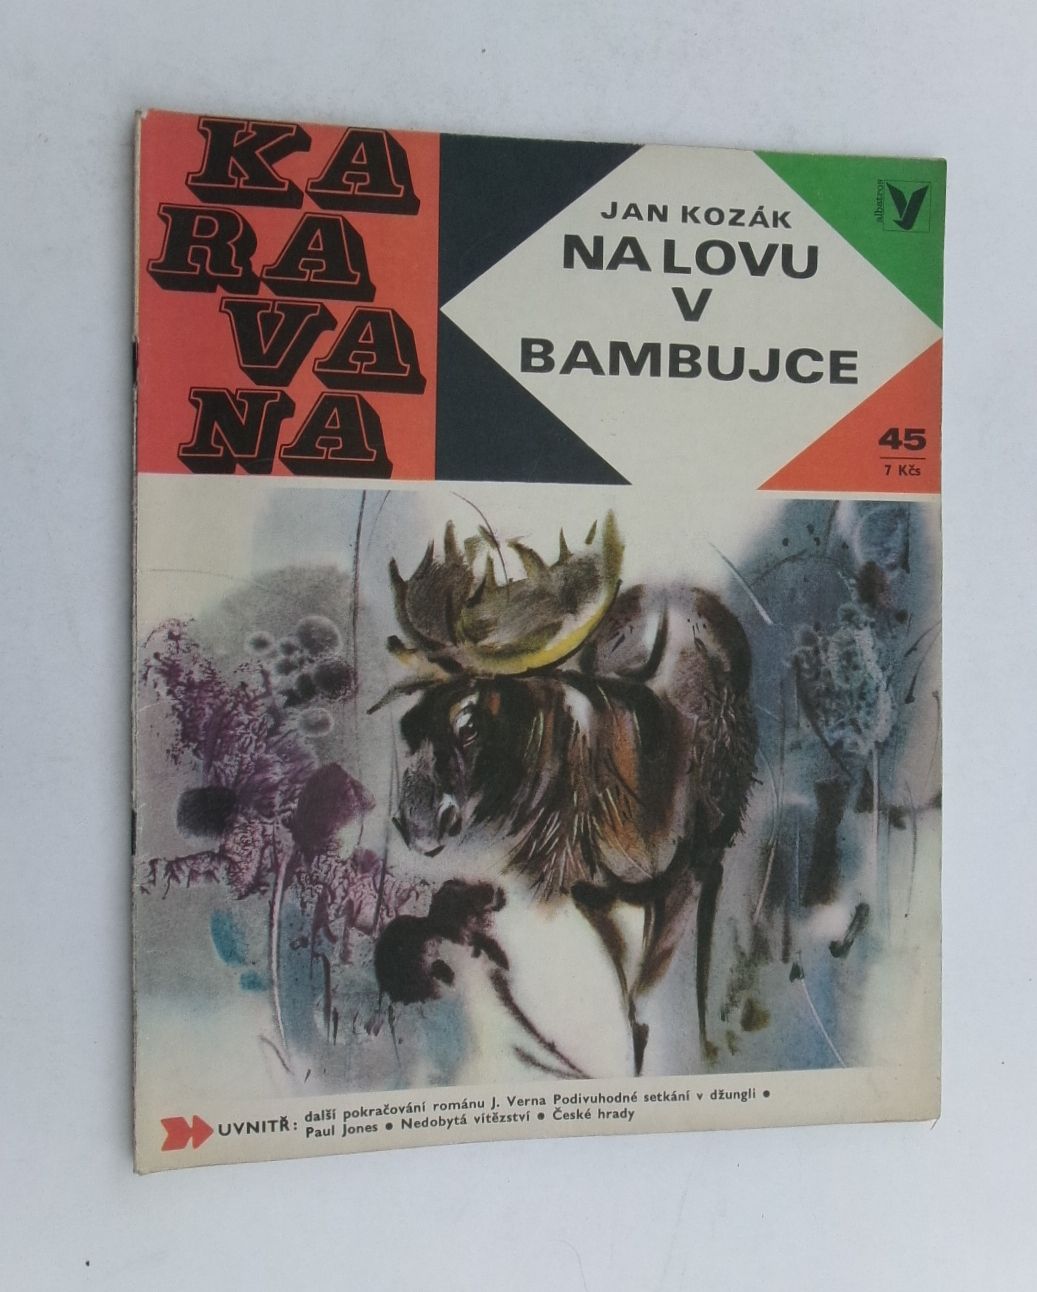 KA
RA
VA
NA
JAN KOZÁK
NA LOVU
V
BAMBUJCE
albatros
45
7 Kčs
UVNITŘ: další pokračování románu J. Verna Podivuhodné setkání v džungli •
Paul Jones • Nedobytá vítězství • České hrady